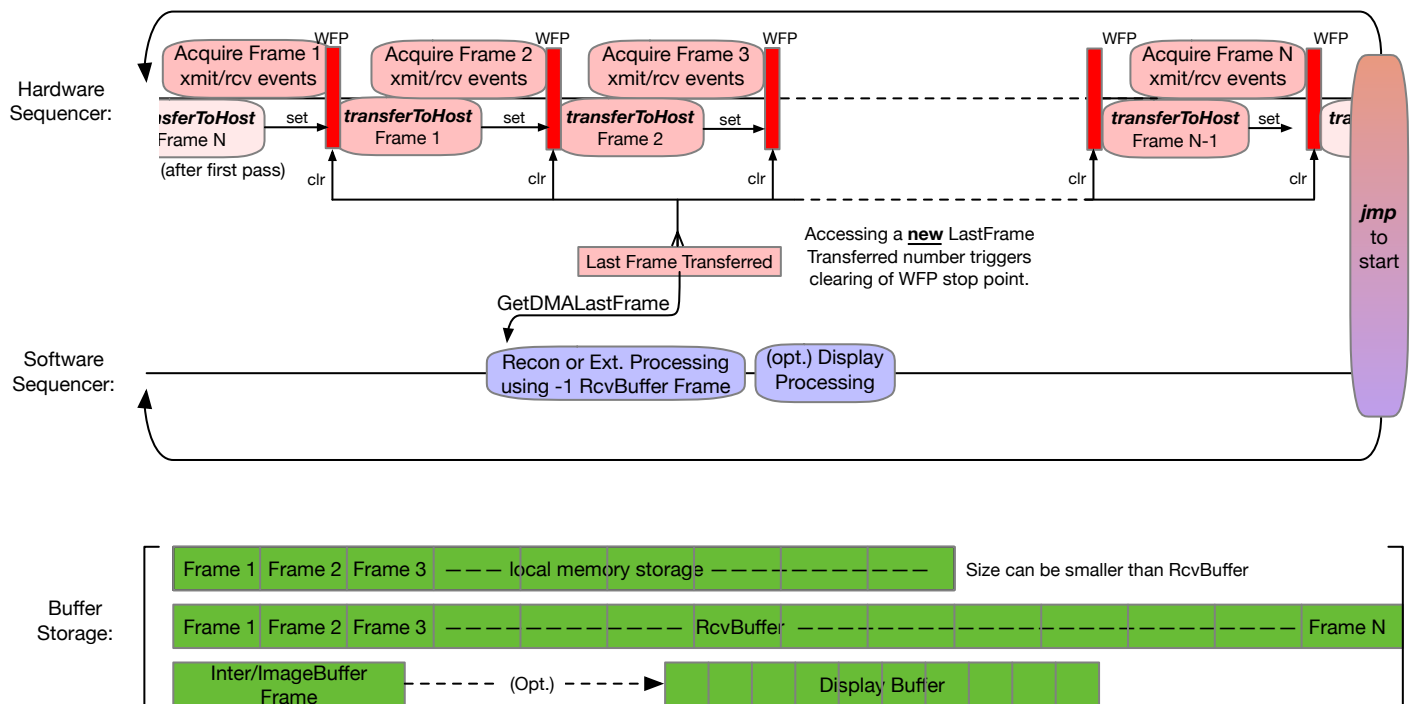 WFP
WFP
WFP
WFP
WFP
Acquire Frame 1
xmit/rcv events
Acquire Frame 2
xmit/rcv events
Acquire Frame 3
xmit/rcv events
Acquire Frame N
xmit/rcv events
Hardware
Sequencer:
sferToHost
Frame N
set
transferToHost
Frame 1
set
transferToHost
Frame 2
set
transferToHost
Frame N-1
set
tra
(after first pass)
clr
clr
clr
clr
clr
jmp
to
start
Accessing a new LastFrame
Transferred number triggers
clearing of WFP stop point.
Last Frame Transferred
GetDMALastFrame
Software
Sequencer:
Recon or Ext. Processing
using -1 RcvBuffer Frame
(opt.) Display
Processing
Buffer
Storage:
Frame 1 Frame 2 Frame 3 local memory storage
Size can be smaller than RcvBuffer
Frame 1 Frame 2 Frame 3 RcvBuffer Frame N
Inter/ImageBuffer
Frame
(Opt.)
Display Buffer